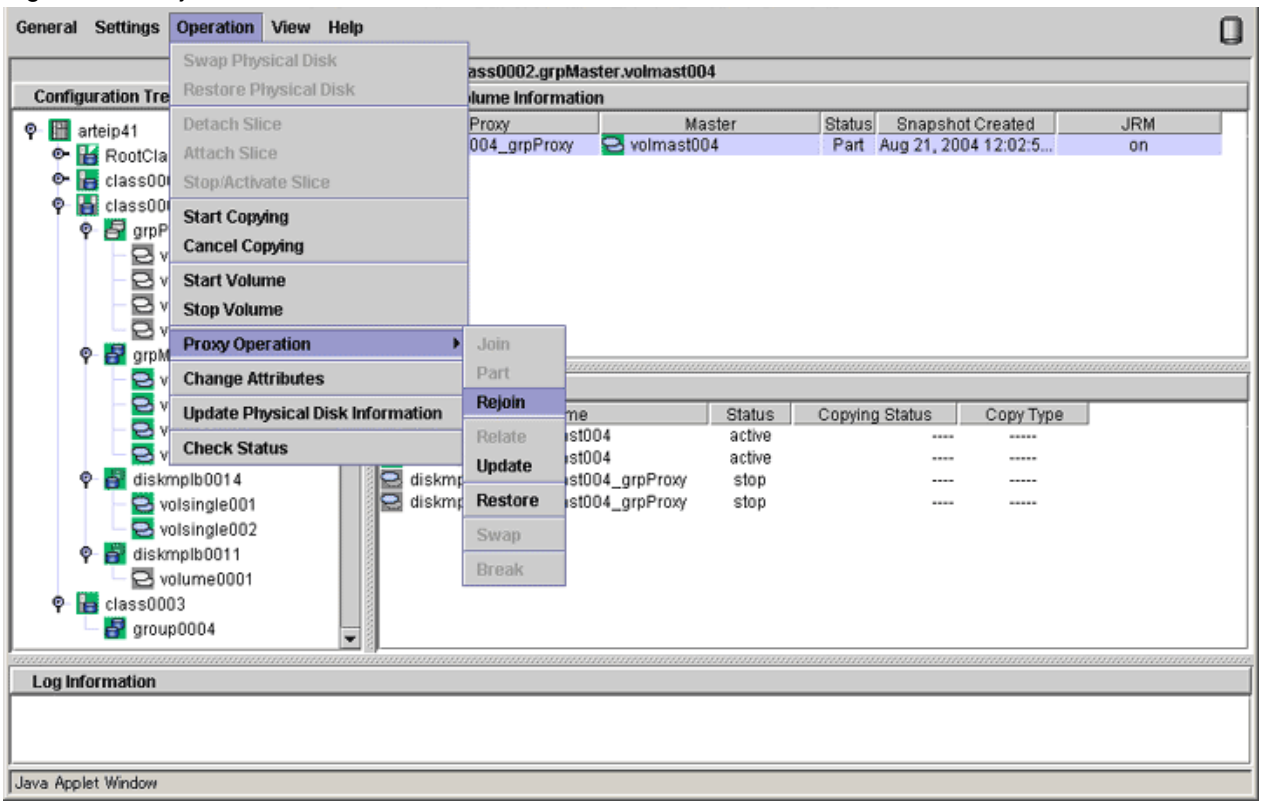 General Settings Operation View Help
Swap Physical Disk
Restore Physical Disk
Detach Slice
Attach Slice
Stop/Activate Slice
Start Copying
Cancel Copying
Start Volume
Stop Volume
Proxy Operation
Change Attributes
Update Physical Disk Information
Check Status
Join
Part
Rejoin
Relate
Update
Restore
Swap
Break
ass0002.grpMaster.volmast004
Configuration Tre
lume Information
arteip41
RootCla
class00
class00
grpP
v
v
v
v
grpM
v
v
v
v
diskmplb0014
volsingle001
volsingle002
diskmplb0011
volume0001
class0003
group0004
Proxy Master Status Snapshot Created JRM
004_grpProxy volmast004 Part Aug 21, 2004 12:02:5... on
me Status Copying Status Copy Type
ast004 active ---- -----
ast004 active ---- -----
diskmp ast004_grpProxy stop ---- -----
diskmp ast004_grpProxy stop ---- -----
Log Information
Java Applet Window